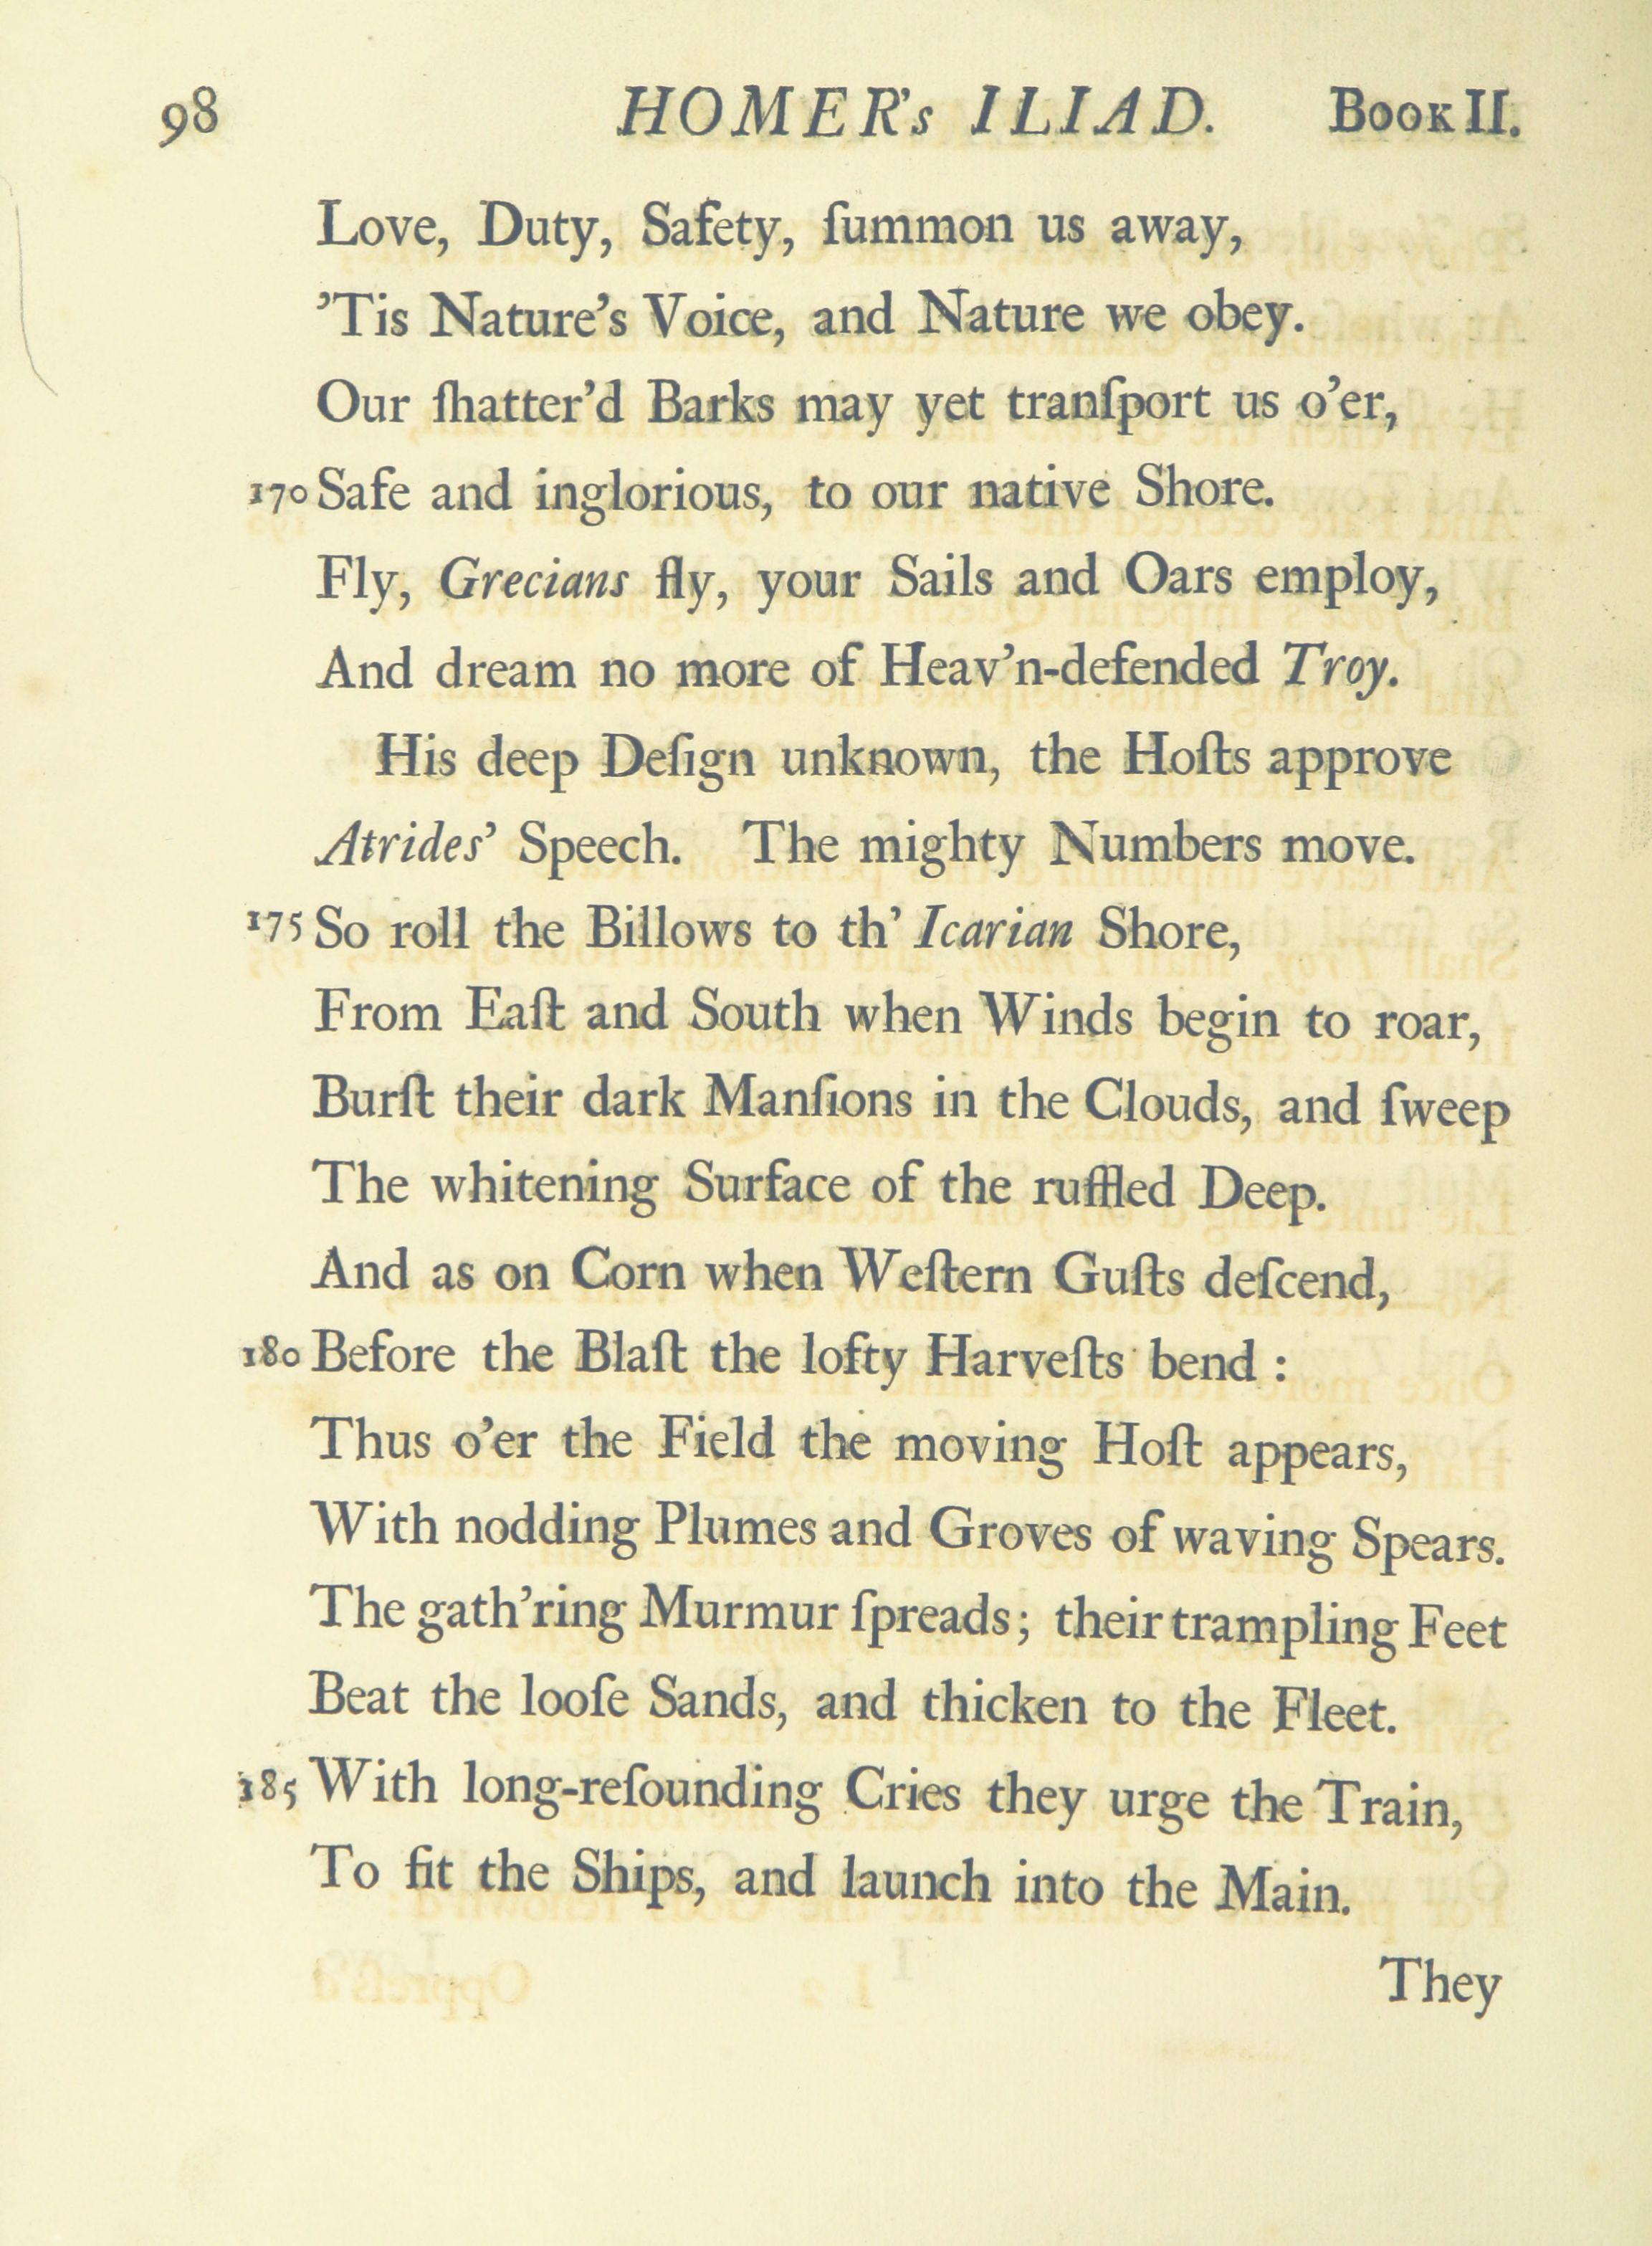 98 HOMER's ILIAD. BOOK II.
Love, Duty, Safety, ſummon us away,
'Tis Nature's Voice, and Nature we obey.
Our ſhatter'd Barks may yet tranſport us o'er,
170 Safe and inglorious, to our native Shore.
Fly, Grecians fly, your Sails and Oars employ,
And dream no more of Heav'n-defended Troy.
His deep Deſign unknown, the Hoſts approve
Atrides' Speech. The mighty Numbers move.
175 So roll the Billows to th' Icarian Shore,
From Eaſt and South when Winds begin to roar,
Burſt their dark Manſions in the Clouds, and ſweep
The whitening Surface of the ruffled Deep.
And as on Corn when Weſtern Guſts deſcend,
180 Before the Blaſt the lofty Harveſts bend :
Thus o'er the Field the moving Hoſt appears,
With nodding Plumes and Groves of waving Spears.
The gath'ring Murmur ſpreads; their trampling Feet
Beat the looſe Sands, and thicken to the Fleet.
185 With long-reſounding Cries they urge the Train,
To fit the Ships, and launch into the Main.
They